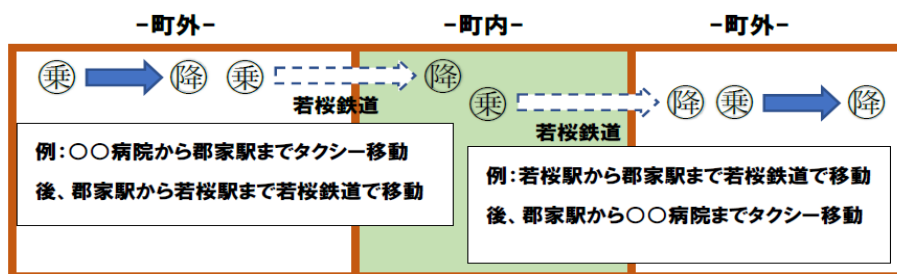 -町外-
-町内-
-町外-
乗
降
乗
降
若桜鉄道
乗
降
乗
降
若桜鉄道
例:〇〇病院から郡家駅までタクシー移動
後、郡家駅から若桜駅まで若桜鉄道で移動
例:若桜駅から郡家駅まで若桜鉄道で移動
後、郡家駅から〇〇病院までタクシー移動